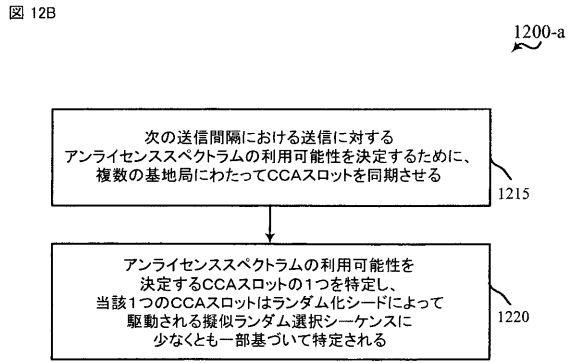 図 12B
1200-a
次の送信間隔における送信に対する
アンライセンススペクトラムの利用可能性を決定するために、
複数の基地局にわたってCCAスロットを同期させる
1215
アンライセンススペクトラムの利用可能性を
決定するCCAスロットの1つを特定し、
当該1つのCCAスロットはランダム化シードによって
駆動される擬似ランダム選択シーケンスに
少なくとも一部基づいて特定される
1220